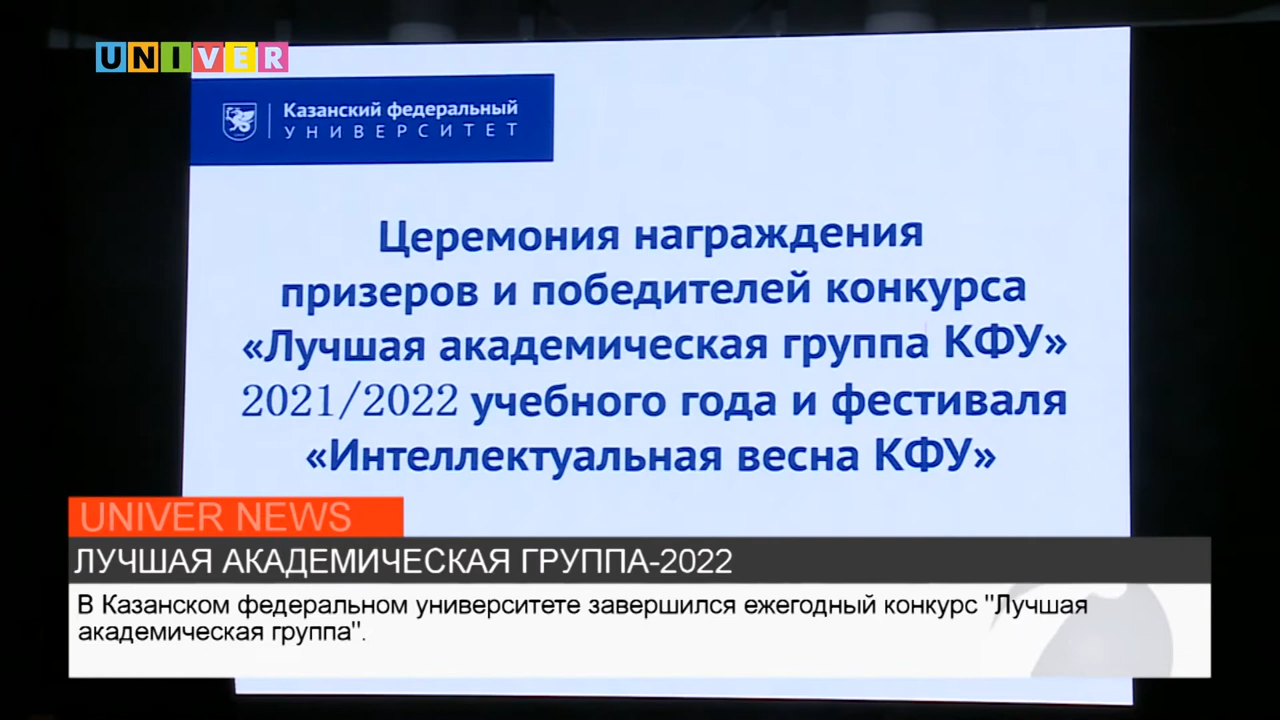 UNIVER
Казанский федеральный
УНИВЕРСИТЕТ
Церемония награждения
призеров и победителей конкурса
«Лучшая академическая группа КФУ»
2021/2022 учебного года и фестиваля
«Интеллектуальная весна КФУ»
UNIVER NEWS
ЛУЧШАЯ АКАДЕМИЧЕСКАЯ ГРУППА-2022
В Казанском федеральном университете завершился ежегодный конкурс "Лучшая
академическая группа".